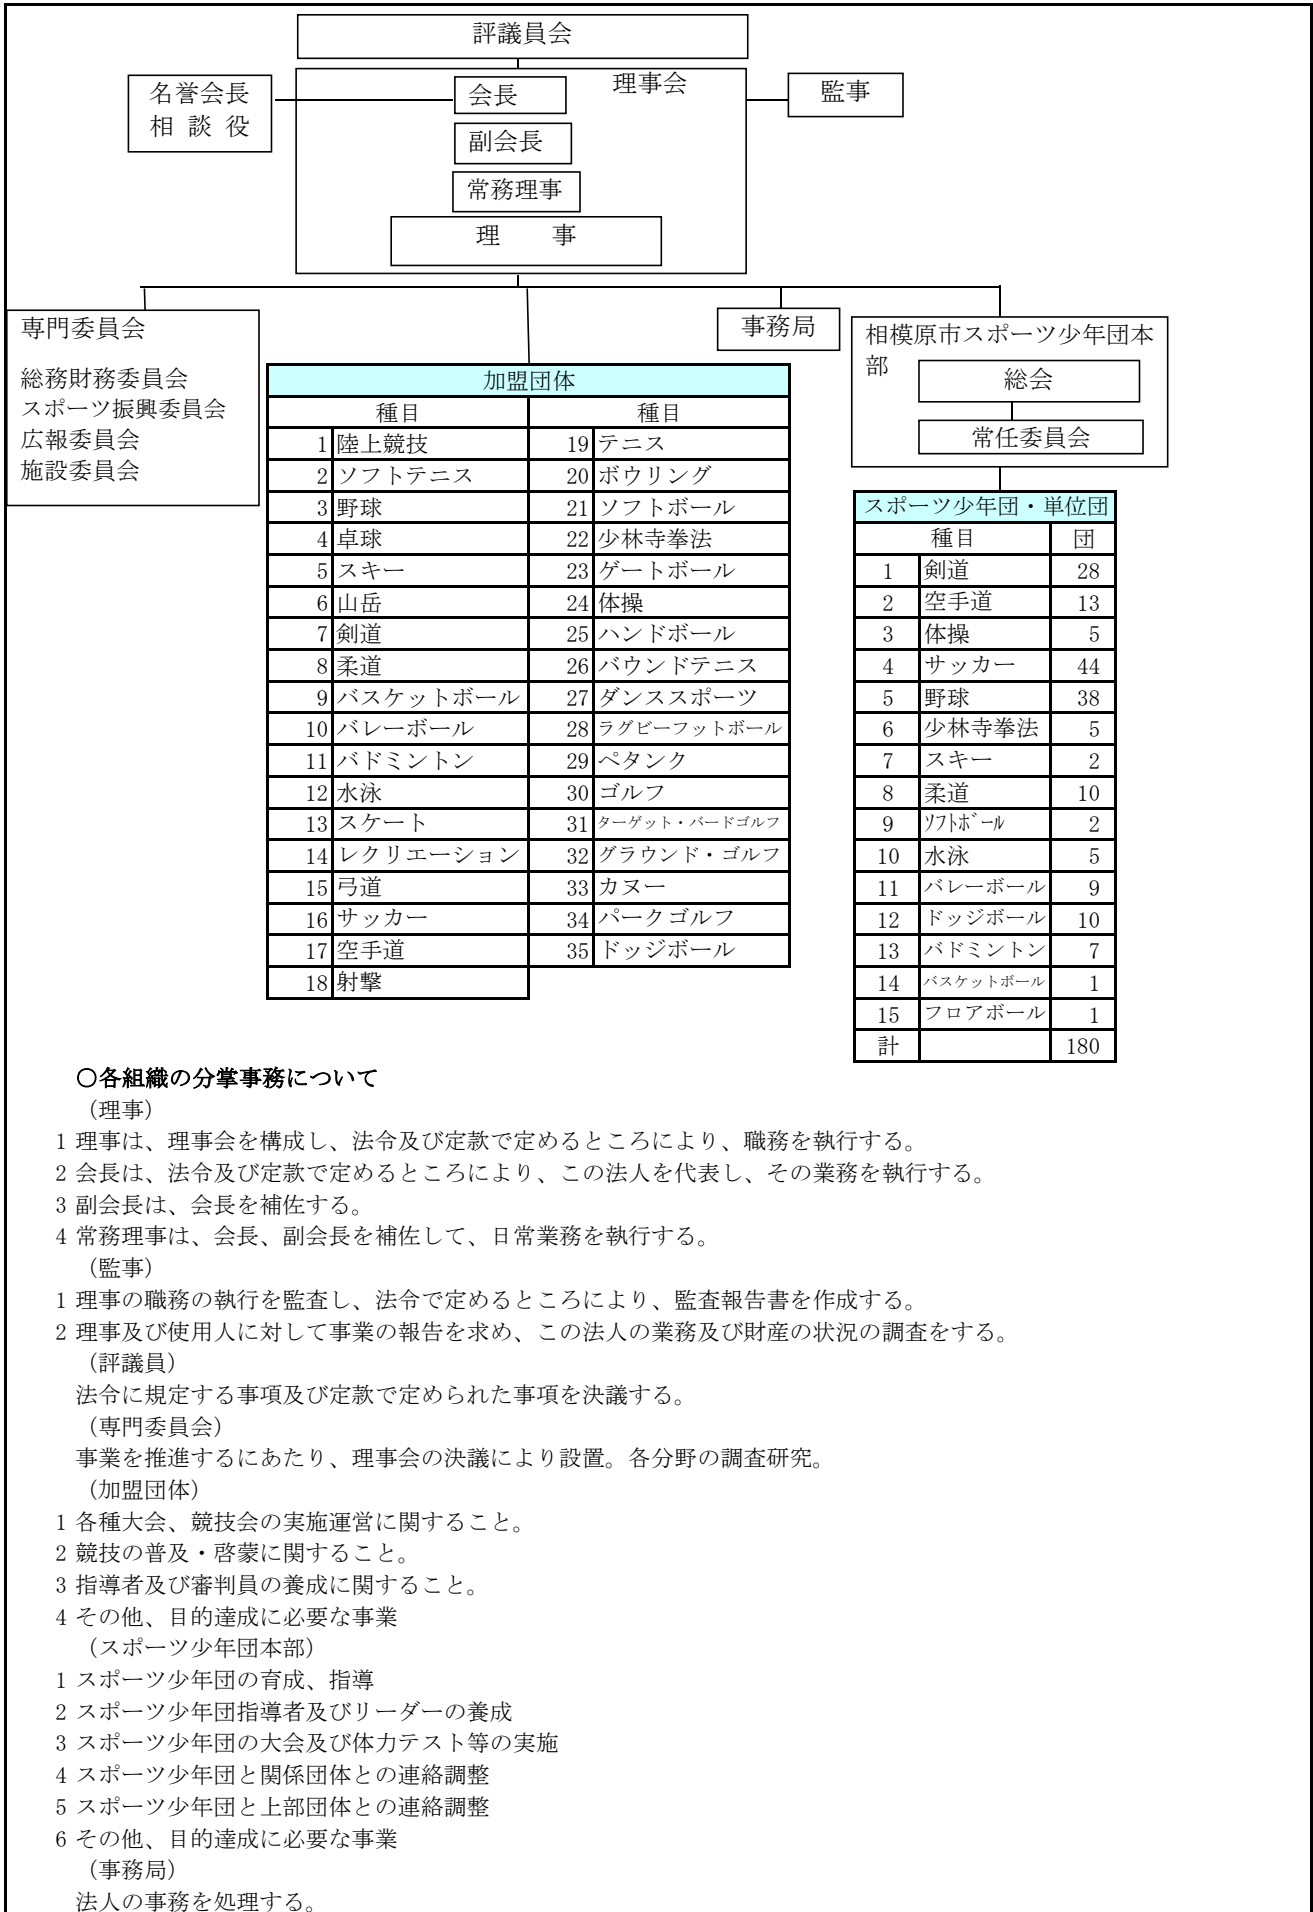 評議員会
理事会
名誉会長
相 談 役
会長
監事
副会長
常務理事
理　　事
専門委員会
総務財務委員会
スポーツ振興委員会
広報委員会
施設委員会
事務局
相模原市スポーツ少年団本
部
総会
常任委員会
加盟団体
種目 種目
1 陸上競技 19 テニス
2 ソフトテニス 20 ボウリング
3 野球 21 ソフトボール
4 卓球 22 少林寺拳法
5 スキー 23 ゲートボール
6 山岳 24 体操
7 剣道 25 ハンドボール
8 柔道 26 バウンドテニス
9 バスケットボール 27 ダンススポーツ
10 バレーボール 28 ラグビーフットボール
11 バドミントン 29 ペタンク
12 水泳 30 ゴルフ
13 スケート 31 ターゲット・バードゴルフ
14 レクリエーション 32 グラウンド・ゴルフ
15 弓道 33 カヌー
16 サッカー 34 パークゴルフ
17 空手道 35 ドッジボール
18 射撃
スポーツ少年団・単位団
種目 団
1 剣道 28
2 空手道 13
3 体操 5
4 サッカー 44
5 野球 38
6 少林寺拳法 5
7 スキー 2
8 柔道 10
9 ｿﾌﾄﾎﾞｰﾙ 2
10 水泳 5
11 バレーボール 9
12 ドッジボール 10
13 バドミントン 7
14 バスケットボール 1
15 フロアボール 1
計 180
〇各組織の分掌事務について
（理事）
1 理事は、理事会を構成し、法令及び定款で定めるところにより、職務を執行する。
2 会長は、法令及び定款で定めるところにより、この法人を代表し、その業務を執行する。
3 副会長は、会長を補佐する。
4 常務理事は、会長、副会長を補佐して、日常業務を執行する。
（監事）
1 理事の職務の執行を監査し、法令で定めるところにより、監査報告書を作成する。
2 理事及び使用人に対して事業の報告を求め、この法人の業務及び財産の状況の調査をする。
（評議員）
法令に規定する事項及び定款で定められた事項を決議する。
（専門委員会）
事業を推進するにあたり、理事会の決議により設置。各分野の調査研究。
（加盟団体）
1 各種大会、競技会の実施運営に関すること。
2 競技の普及・啓蒙に関すること。
3 指導者及び審判員の養成に関すること。
4 その他、目的達成に必要な事業
（スポーツ少年団本部）
1 スポーツ少年団の育成、指導
2 スポーツ少年団指導者及びリーダーの養成
3 スポーツ少年団の大会及び体力テスト等の実施
4 スポーツ少年団と関係団体との連絡調整
5 スポーツ少年団と上部団体との連絡調整
6 その他、目的達成に必要な事業
（事務局）
法人の事務を処理する。